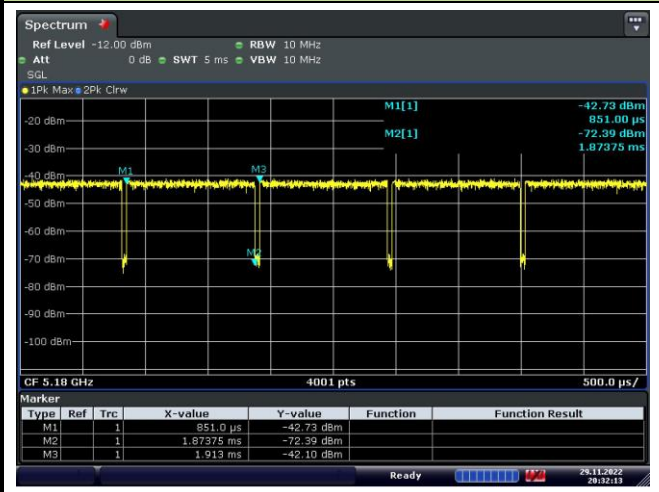 Spectrum
Ref Level -12.00 dBm RBW 10 MHz
Att 0 dB SWT 5 ms VBW 10 MHz
SGL
1Pk Max 2Pk Clrw
M1[1] -42.73 dBm
851.00 µs
M2[1] -72.39 dBm
1.87375 ms
-20 dBm
-30 dBm
-40 dBm
M1 M3
-50 dBm
-60 dBm
M2
-70 dBm
-80 dBm
-90 dBm
-100 dBm
CF 5.18 GHz 4001 pts 500.0 µs/
Marker
Type Ref Trc X-value Y-value Function Function Result
M1 1 851.0 µs -42.73 dBm
M2 1 1.87375 ms -72.39 dBm
M3 1 1.913 ms -42.10 dBm
Ready 29.11.2022
20:32:13